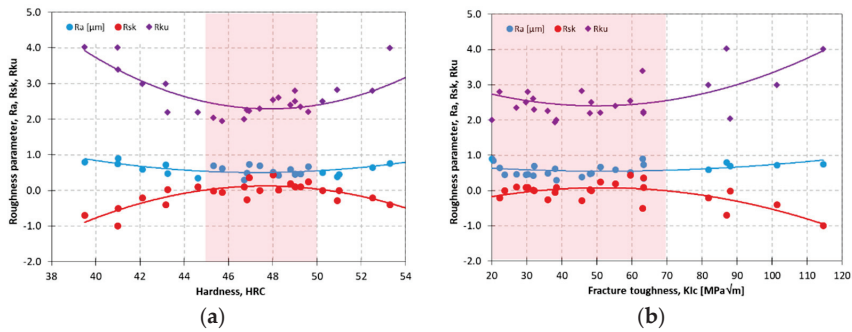 Ra [μm] Rsk Rku
5.0
4.0
3.0
2.0
1.0
0.0
-1.0
-2.0
Roughness parameter, Ra, Rsk, Rku
38 40 42 44 46 48 50 52 54
Hardness, HRC
(a)
Ra [μm] Rsk Rku
5.0
4.0
3.0
2.0
1.0
0.0
-1.0
-2.0
Roughness parameter, Ra, Rsk, Rku
20 30 40 50 60 70 80 90 100 110 120
Fracture toughness, KIc [MPa√m]
(b)